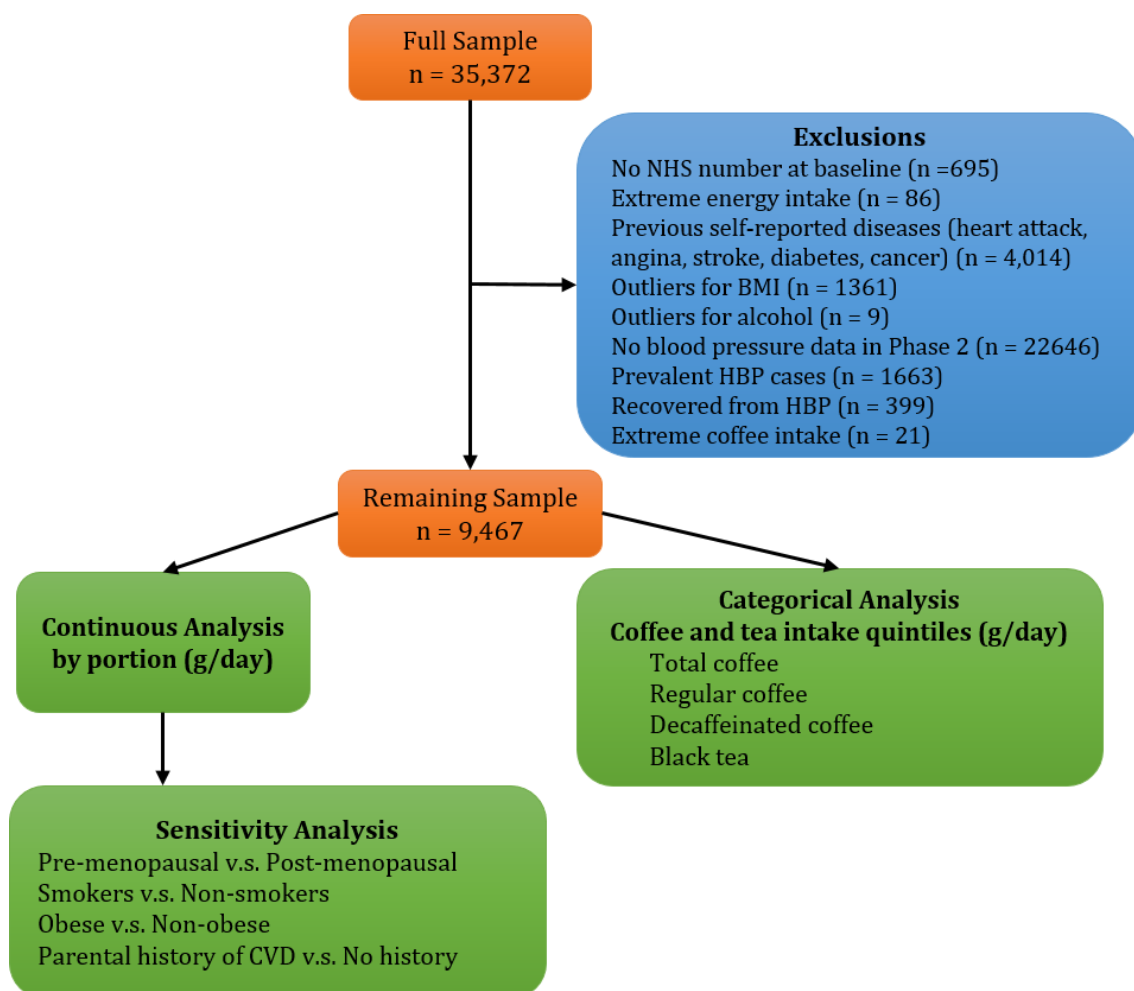 Full Sample
n = 35,372
Exclusions
No NHS number at baseline (n =695)
Extreme energy intake (n = 86)
Previous self-reported diseases (heart attack,
angina, stroke, diabetes, cancer) (n = 4,014)
Outliers for BMI (n = 1361)
Outliers for alcohol (n = 9)
No blood pressure data in Phase 2 (n = 22646)
Prevalent HBP cases (n = 1663)
Recovered from HBP (n = 399)
Extreme coffee intake (n = 21)
Remaining Sample
n = 9,467
Continuous Analysis
by portion (g/day)
Categorical Analysis
Coffee and tea intake quintiles (g/day)
Total coffee
Regular coffee
Decaffeinated coffee
Black tea
Sensitivity Analysis
Pre-menopausal v.s. Post-menopausal
Smokers v.s. Non-smokers
Obese v.s. Non-obese
Parental history of CVD v.s. No history